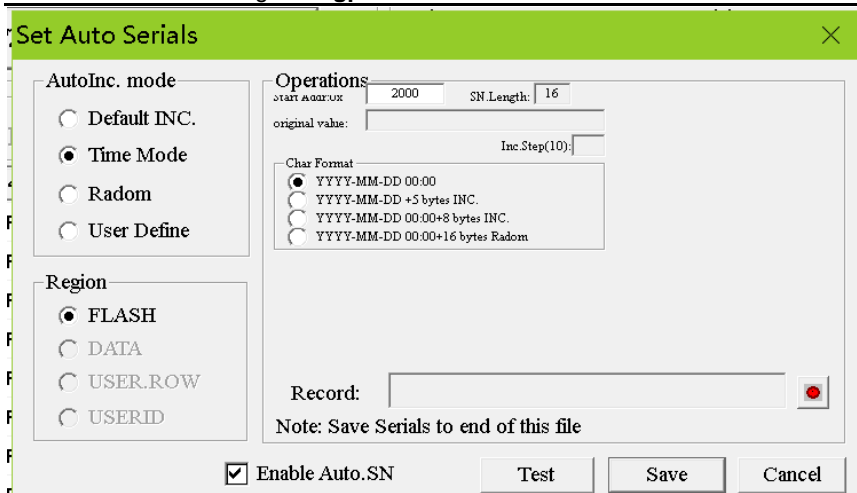 Set Auto Serials
AutoInc. mode
Default INC.
Time Mode
Radom
User Define
Region
FLASH
DATA
USER.ROW
USERID
Operations
Start Addr:0x 2000 SN.Length: 16
original value:
Inc.Step(10):
Char Format
YYYY-MM-DD 00:00
YYYY-MM-DD +5 bytes INC.
YYYY-MM-DD 00:00+8 bytes INC.
YYYY-MM-DD 00:00+16 bytes Radom
Record:
Note: Save Serials to end of this file
Enable Auto.SN Test Save Cancel